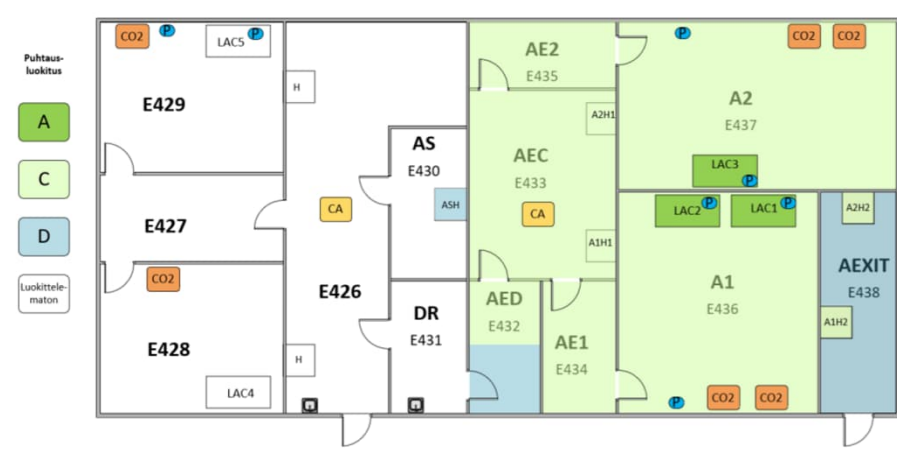 Puhtaus-
luokitus
A
C
D
Luokittele-
maton
CO2
P
LAC5
P
E429
E427
CO2
E428
LAC4
H
CA
E426
H
AS
E430
ASH
DR
E431
AE2
E435
A2H1
AEC
E433
CA
A1H1
AED
E432
AE1
E434
P
CO2
CO2
A2
E437
LAC3
P
LAC2
P
LAC1
P
A1
E436
P
CO2
CO2
A2H2
AEXIT
E438
A1H2